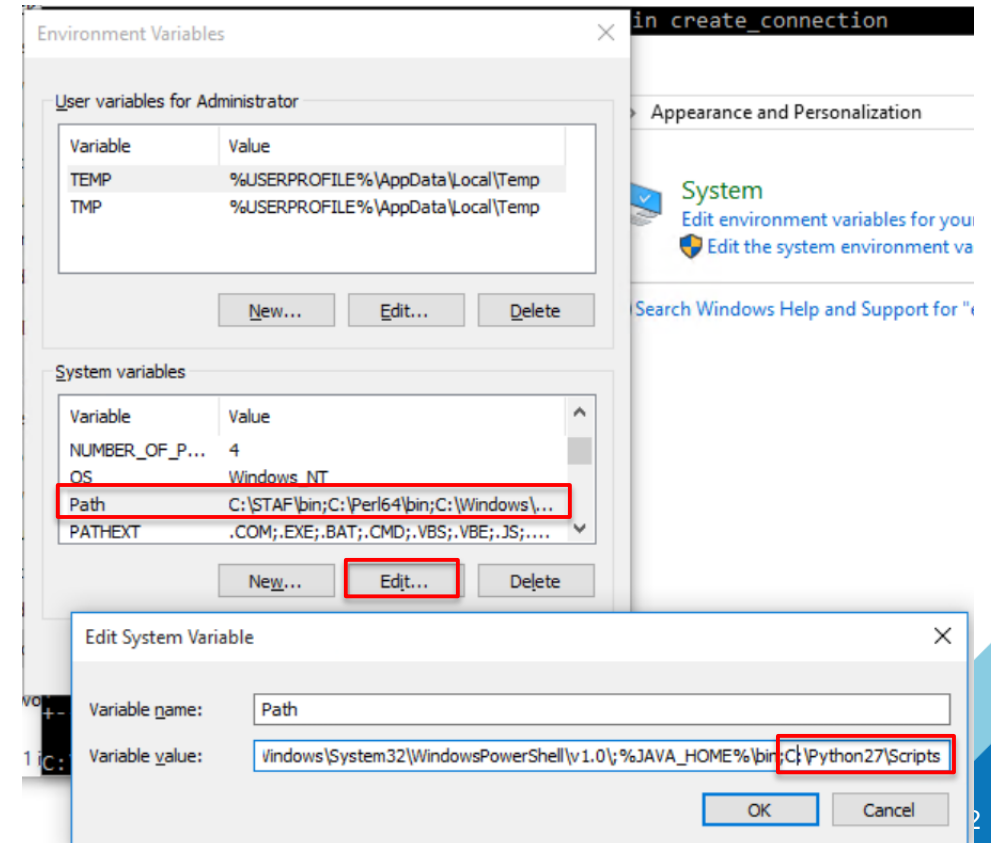 in create_connection
Environment Variables
User variables for Administrator
Variable Value
TEMP %USERPROFILE%\AppData\Local\Temp
TMP %USERPROFILE%\AppData\Local\Temp
New... Edit... Delete
Appearance and Personalization
System
Edit environment variables for your
Edit the system environment va
Search Windows Help and Support for "e
System variables
Variable Value
NUMBER_OF_P... 4
OS Windows_NT
Path C:\STAF\bin;C:\Perl64\bin;C:\Windows\...
PATHEXT .COM;.EXE;.BAT;.CMD;.VBS;.VBE;.JS;....
New... Edit... Delete
Edit System Variable
Variable name: Path
Variable value: Windows\System32\WindowsPowerShell\v1.0\;%JAVA_HOME%\bin;C:\Python27\Scripts
OK Cancel
+-
C:
2